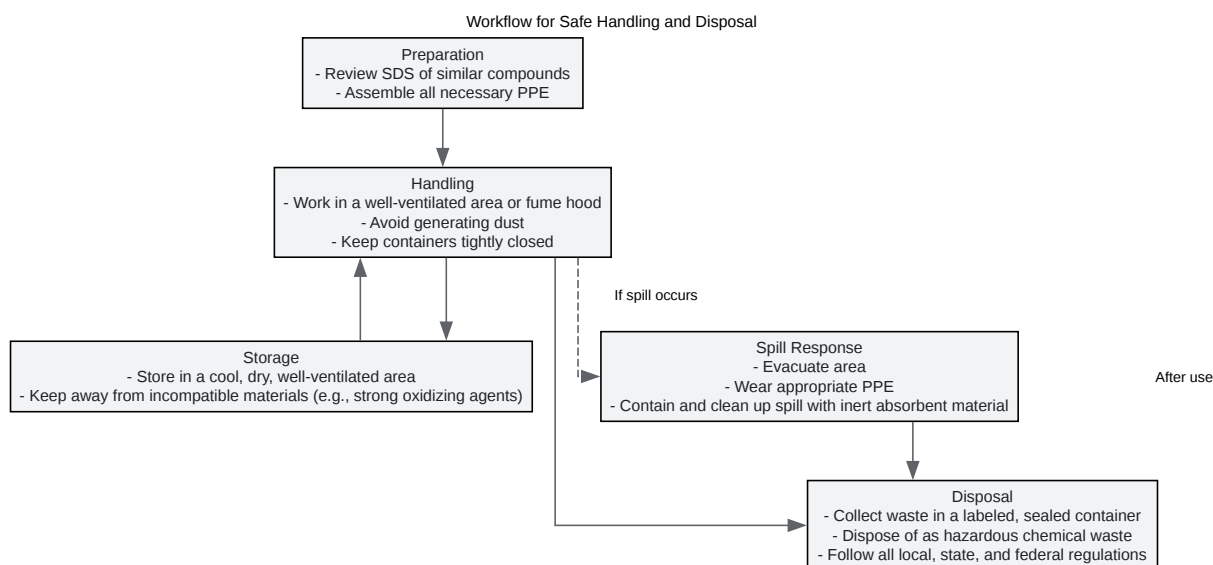 Workflow for Safe Handling and Disposal
Preparation
- Review SDS of similar compounds
- Assemble all necessary PPE
Handling
- Work in a well-ventilated area or fume hood
- Avoid generating dust
- Keep containers tightly closed
If spill occurs
Storage
- Store in a cool, dry, well-ventilated area
- Keep away from incompatible materials (e.g., strong oxidizing agents)
Spill Response
- Evacuate area
- Wear appropriate PPE
- Contain and clean up spill with inert absorbent material
After use
Disposal
- Collect waste in a labeled, sealed container
- Dispose of as hazardous chemical waste
- Follow all local, state, and federal regulations